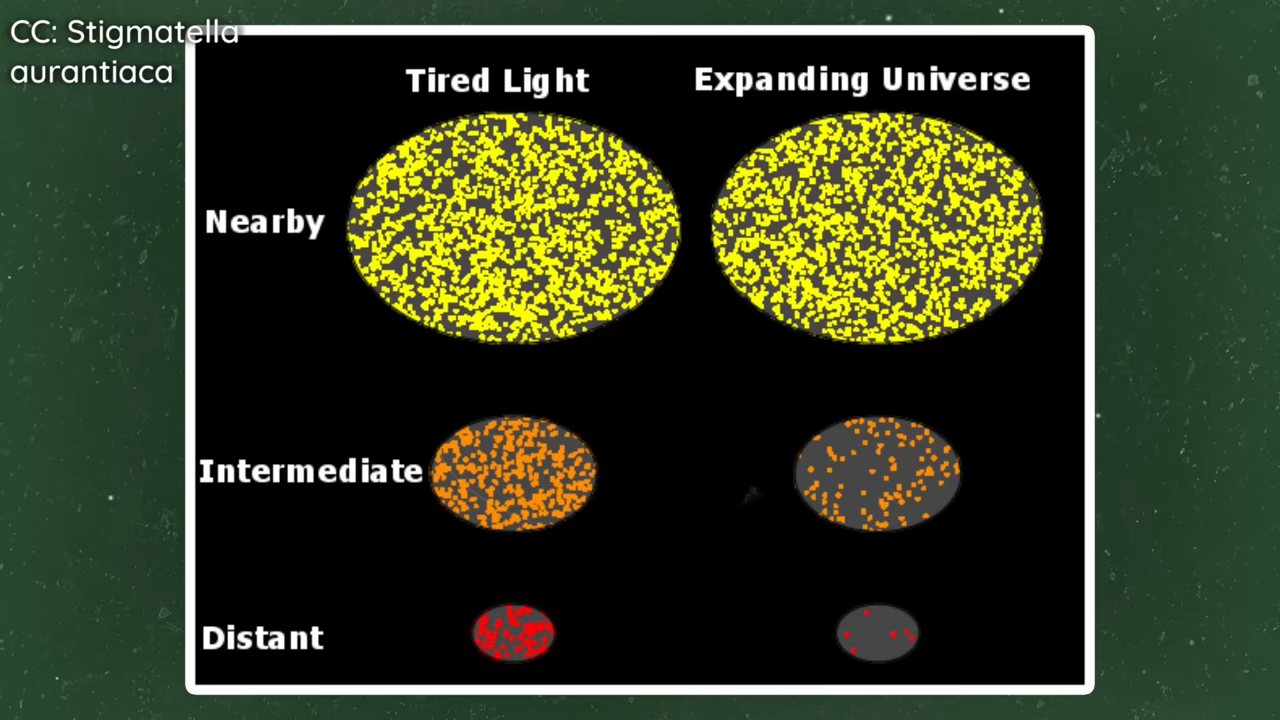 CC: Stigmatella
aurantiaca
Tired Light
Expanding Universe
Nearby
Intermediate
Distant